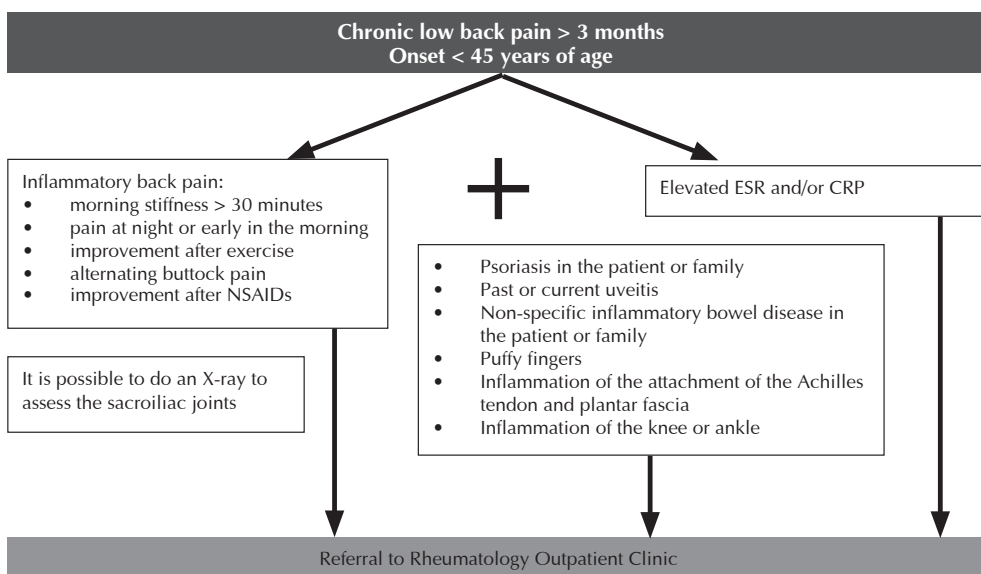 Chronic low back pain > 3 months
Onset < 45 years of age
Inflammatory back pain:
• morning stiffness > 30 minutes
• pain at night or early in the morning
• improvement after exercise
• alternating buttock pain
• improvement after NSAIDs
It is possible to do an X-ray to
assess the sacroiliac joints
+
Elevated ESR and/or CRP
• Psoriasis in the patient or family
• Past or current uveitis
• Non-specific inflammatory bowel disease in
the patient or family
• Puffy fingers
• Inflammation of the attachment of the Achilles
tendon and plantar fascia
• Inflammation of the knee or ankle
Referral to Rheumatology Outpatient Clinic